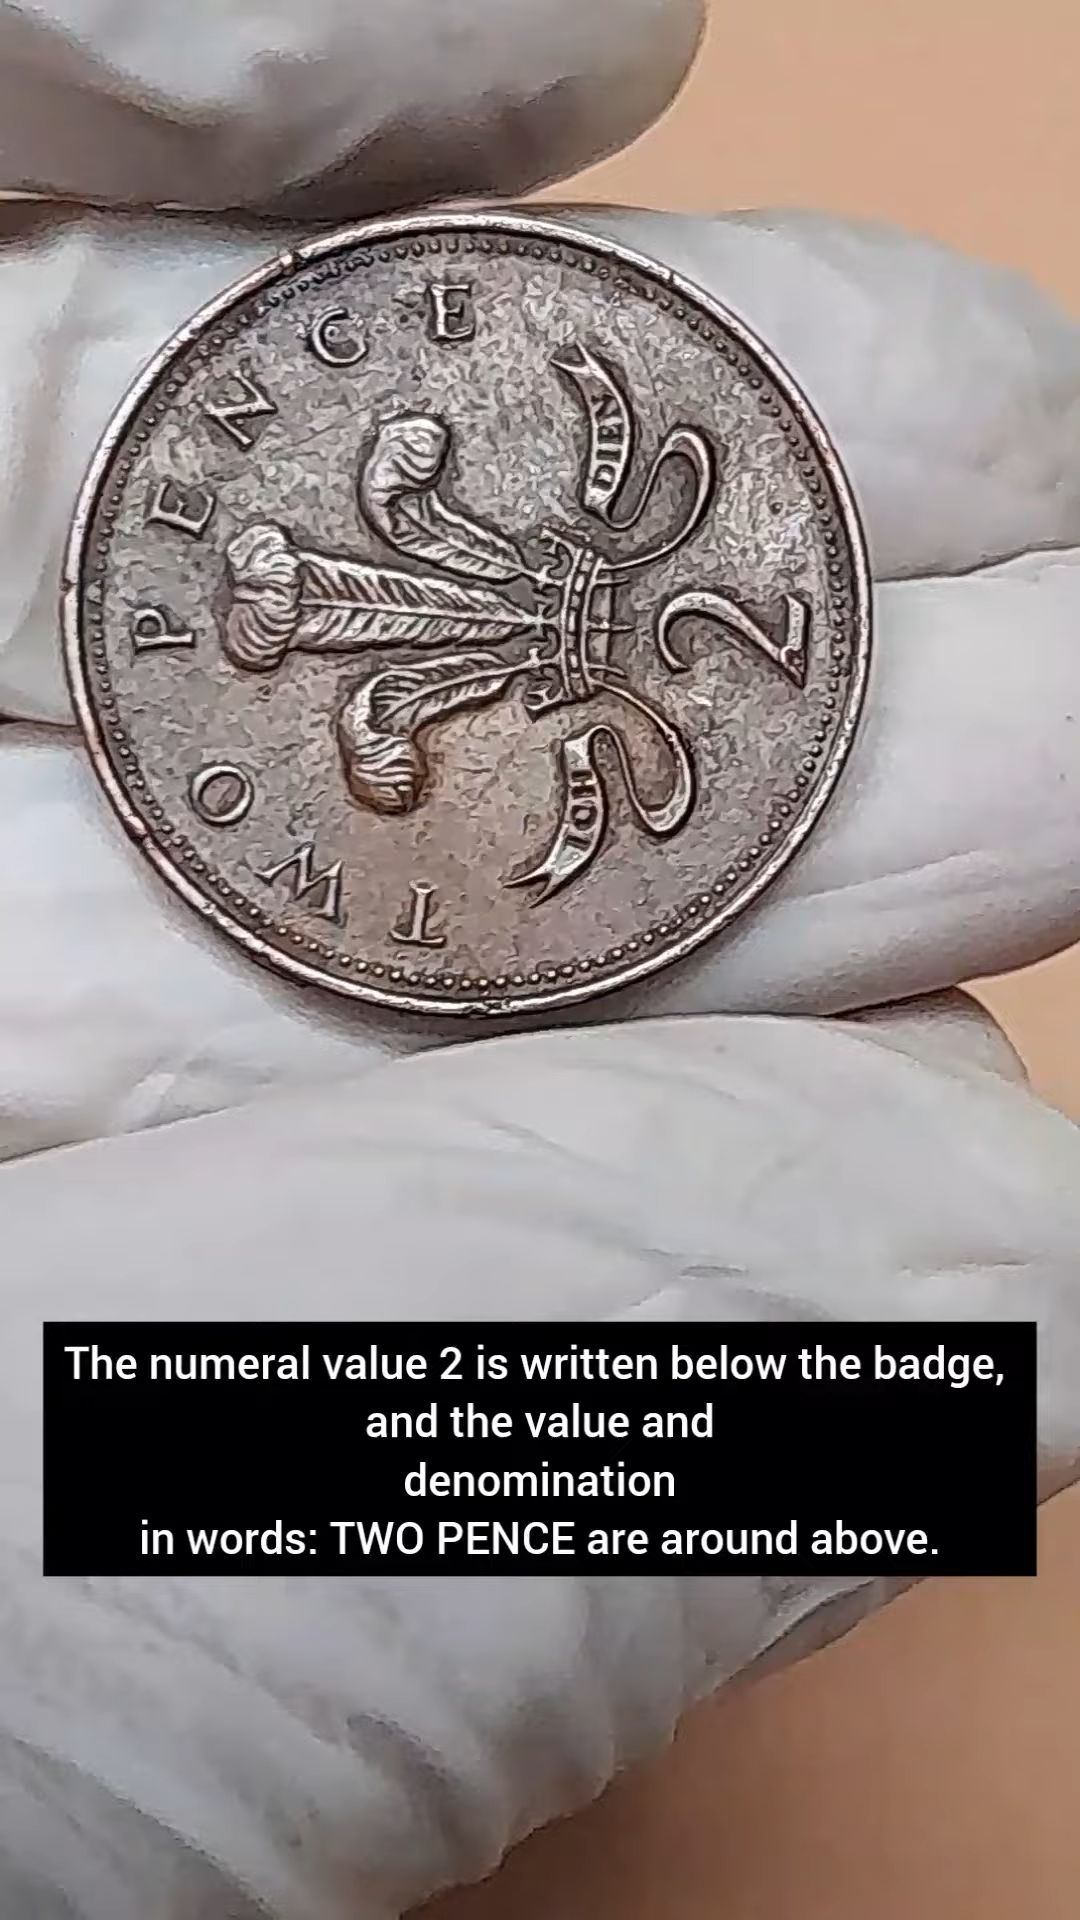 TWO PENCE
ICH DIEN
2
The numeral value 2 is written below the badge,
and the value and
denomination
in words: TWO PENCE are around above.